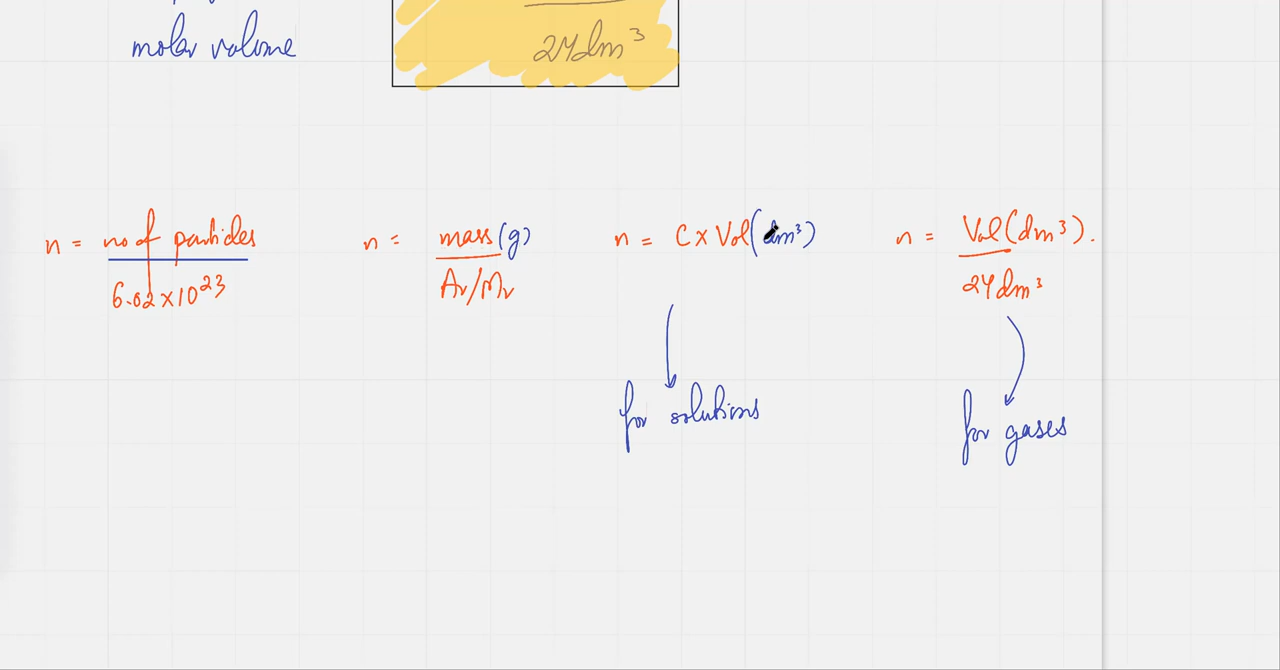 molar volume
24dm³
n = no of particles
6.02 x 10²³
n = mass (g)
Ar/Mr
n = C x Vol (dm³)
n = Vol (dm³).
24dm³
for solutions
for gases